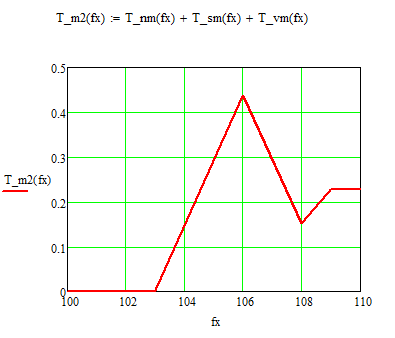 T_m2(fx) := T_nm(fx) + T_sm(fx) + T_vm(fx)
0.5
0.4
0.3
T_m2(fx)
0.2
0.1
0
100 102 104 106 108 110
fx